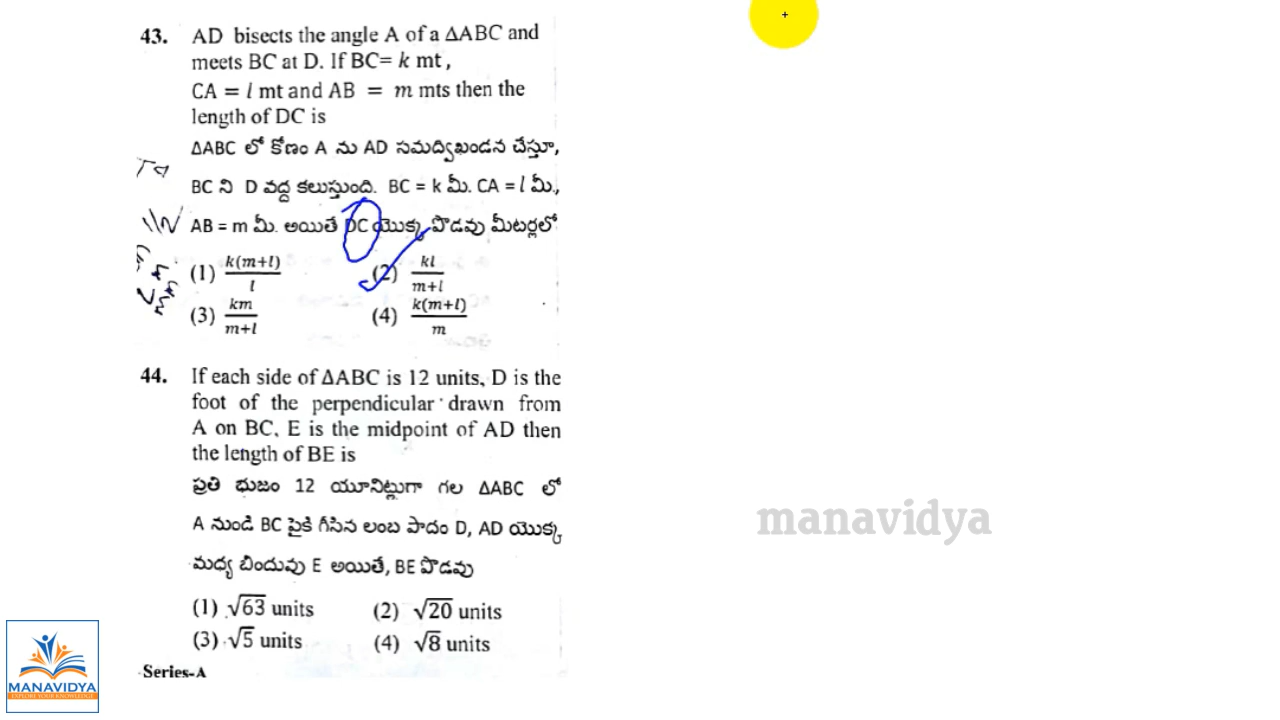 43. AD bisects the angle A of a ΔABC and
meets BC at D. If BC= k mt,
CA = l mt and AB = m mts then the
length of DC is
ΔABC లో కోణం A ను AD సమద్విఖండన చేస్తూ,
BC ని D వద్ద కలుస్తుంది. BC = k మీ. CA = l మీ.,
AB = m మీ. అయితే DC యొక్క పొడవు మీటర్లలో
(1) k(m+l)/l (2) kl/m+l
(3) km/m+l (4) k(m+l)/m
44. If each side of ΔABC is 12 units, D is the
foot of the perpendicular drawn from
A on BC, E is the midpoint of AD then
the length of BE is
ప్రతి భుజం 12 యూనిట్లుగా గల ΔABC లో
A నుండి BC పైకి గీసిన లంబ పాదం D, AD యొక్క
మధ్య బిందువు E అయితే, BE పొడవు
(1) √63 units (2) √20 units
(3) √5 units (4) √8 units
Series-A
manavidya
MANAVIDYA
EXPLORE YOUR KNOWLEDGE